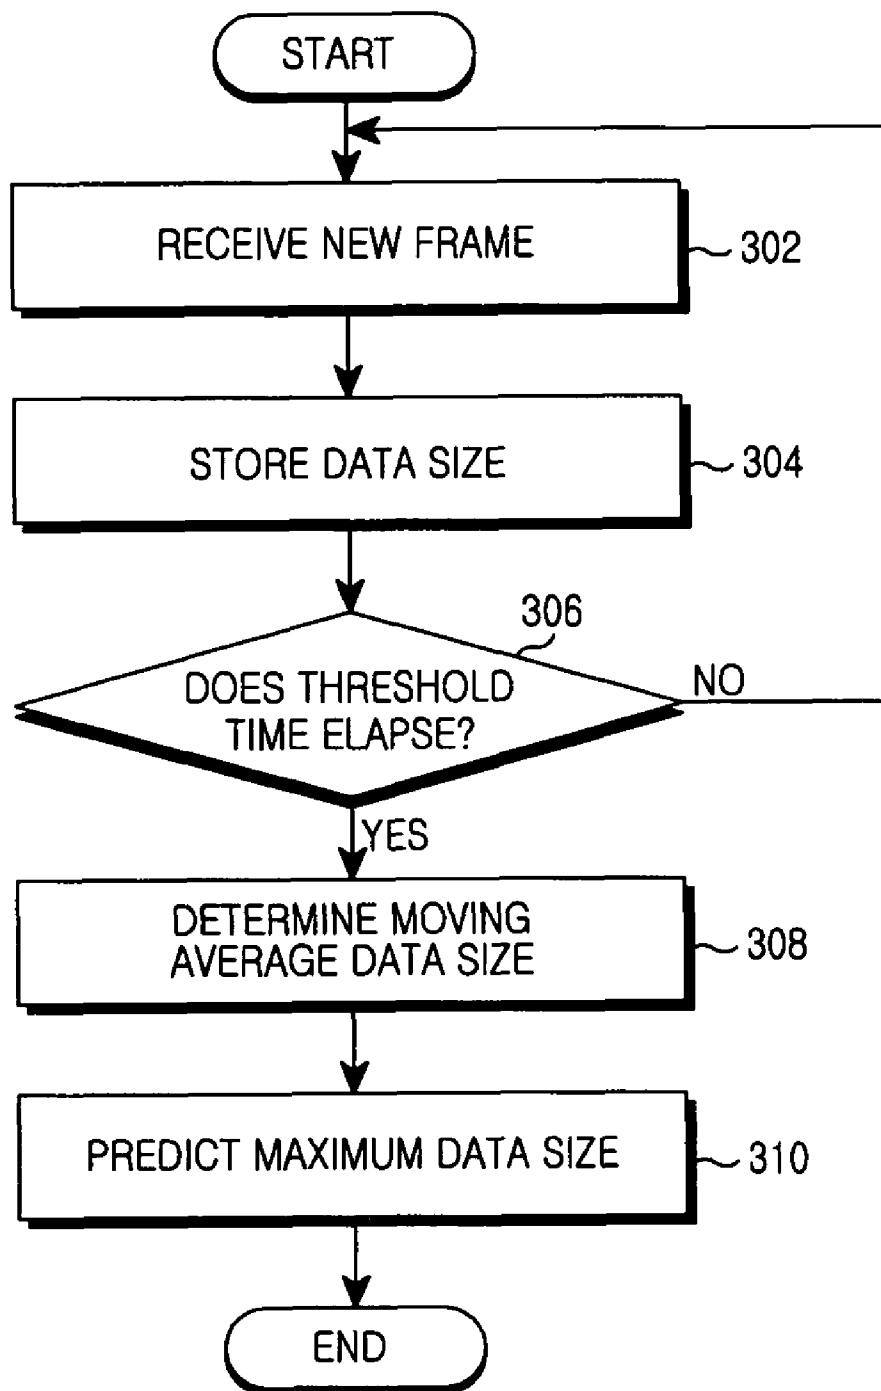 START
RECEIVE NEW FRAME
302
STORE DATA SIZE
304
306
DOES THRESHOLD
TIME ELAPSE?
NO
YES
DETERMINE MOVING
AVERAGE DATA SIZE
308
PREDICT MAXIMUM DATA SIZE
310
END